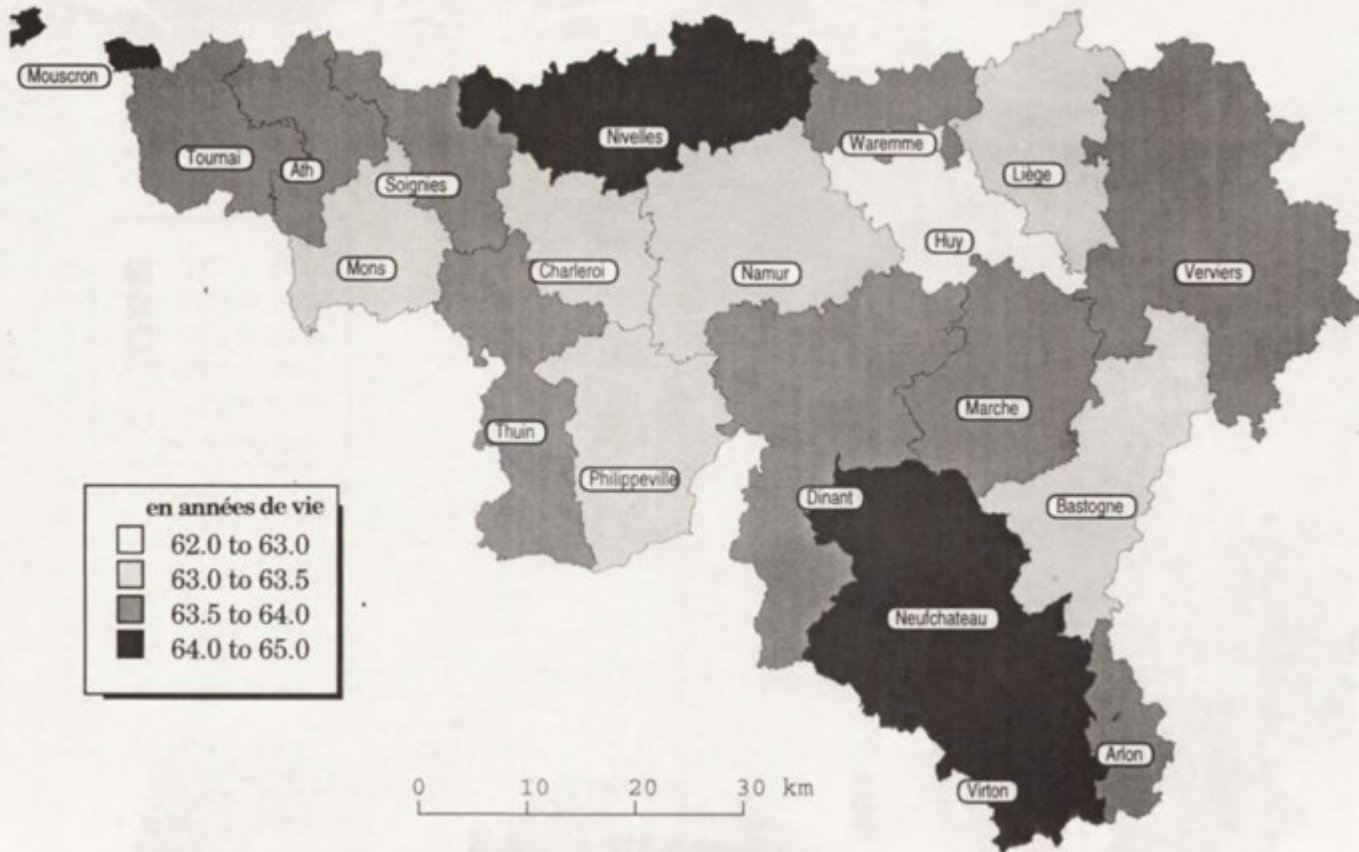 Mouscron
Tournai
Ath
Soignies
Nivelles
Waremme
Liège
Mons
Charleroi
Namur
Huy
Verviers
Thuin
Philippeville
Marche
Dinant
Bastogne
Neufchateau
Arlon
Virton
en années de vie
62.0 to 63.0
63.0 to 63.5
63.5 to 64.0
64.0 to 65.0
0 10 20 30 km